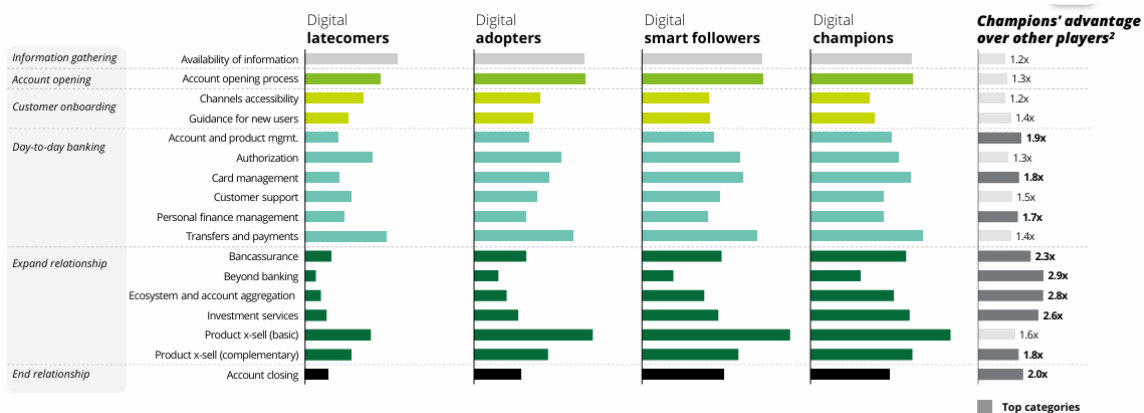 Digital latecomers
Digital adopters
Digital smart followers
Digital champions
Champions' advantage over other players²
Information gathering
Availability of information
1.2x
Account opening
Account opening process
1.3x
Customer onboarding
Channels accessibility
1.2x
Guidance for new users
1.4x
Day-to-day banking
Account and product mgmt.
1.9x
Authorization
1.3x
Card management
1.8x
Customer support
1.5x
Personal finance management
1.7x
Transfers and payments
1.4x
Expand relationship
Bancassurance
2.3x
Beyond banking
2.9x
Ecosystem and account aggregation
2.8x
Investment services
2.6x
Product x-sell (basic)
1.6x
Product x-sell (complementary)
1.8x
End relationship
Account closing
2.0x
Top categories